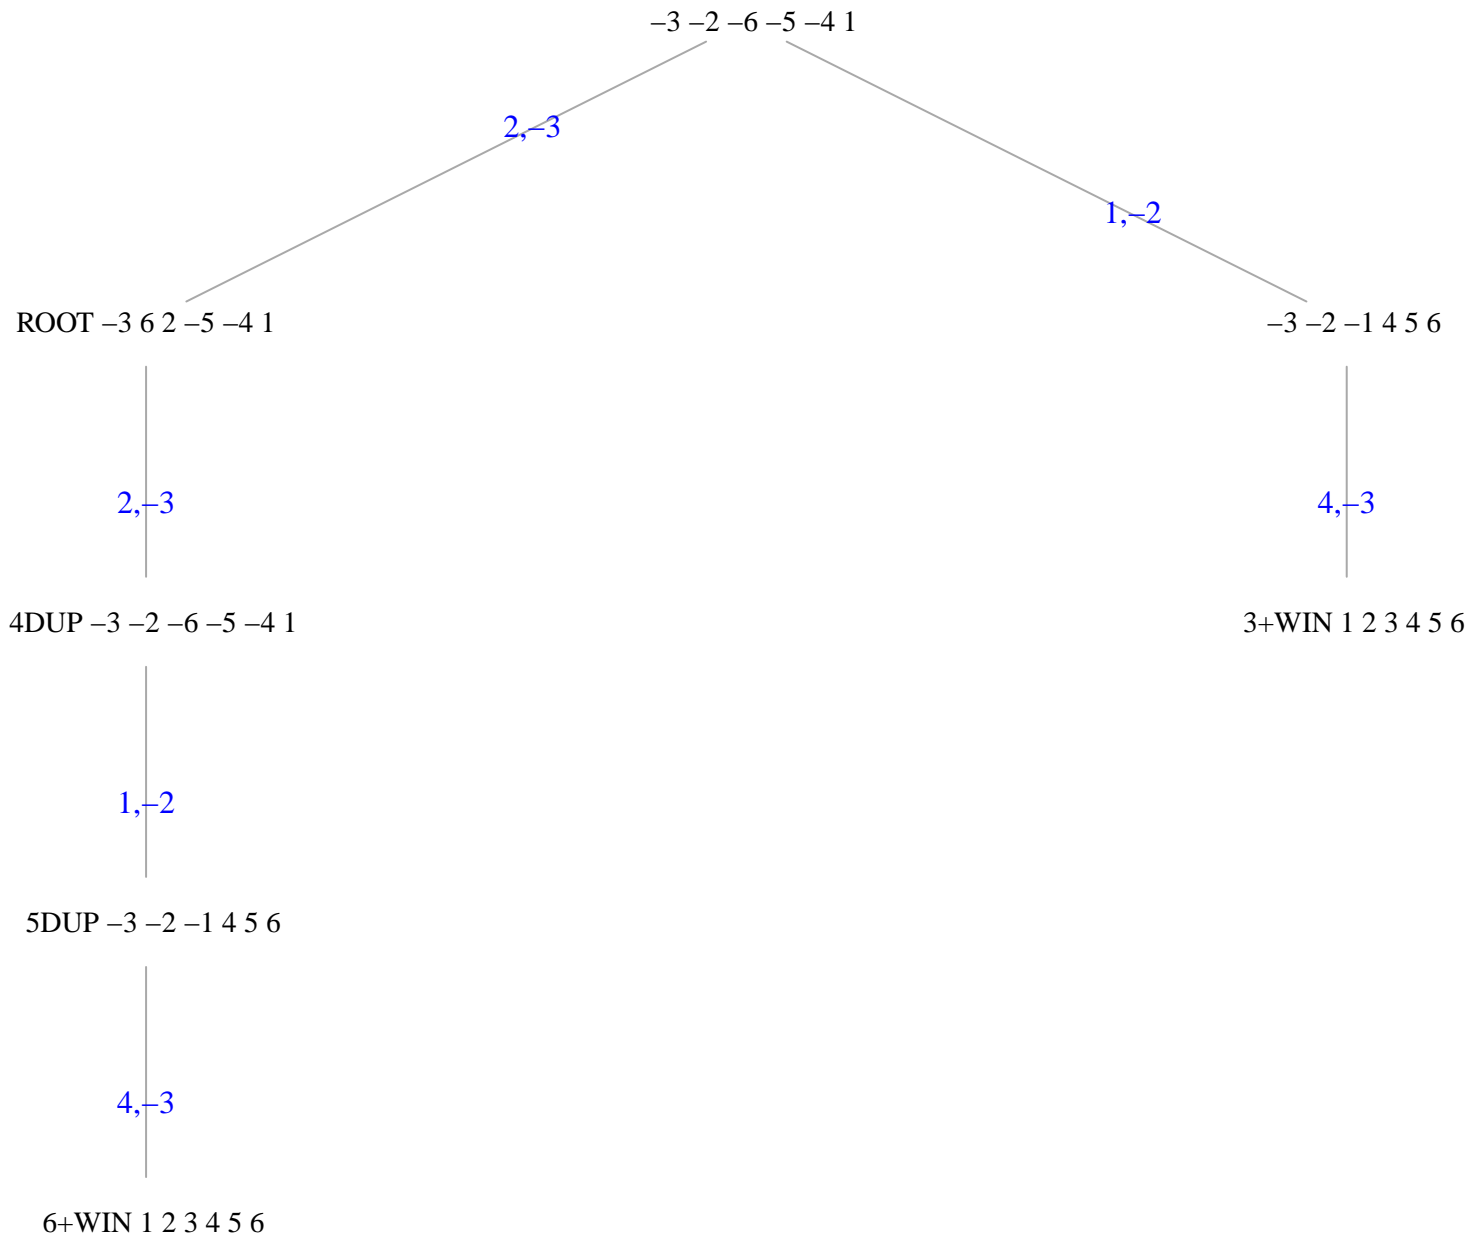 –3 –2 –6 –5 –4 1
2,–3
1,–2
ROOT –3 6 2 –5 –4 1
–3 –2 –1 4 5 6
2,–3
4,–3
4DUP –3 –2 –6 –5 –4 1
3+WIN 1 2 3 4 5 6
1,–2
5DUP –3 –2 –1 4 5 6
4,–3
6+WIN 1 2 3 4 5 6